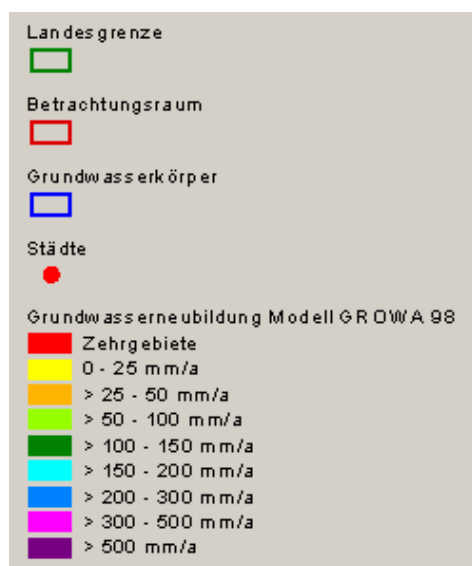 Landesgrenze
Betrachtungsraum
Grundwasserkörper
Städte
Grundwasserneubildung Modell GROWA 98
Zehrgebiete
0 - 25 mm/a
> 25 - 50 mm/a
> 50 - 100 mm/a
> 100 - 150 mm/a
> 150 - 200 mm/a
> 200 - 300 mm/a
> 300 - 500 mm/a
> 500 mm/a